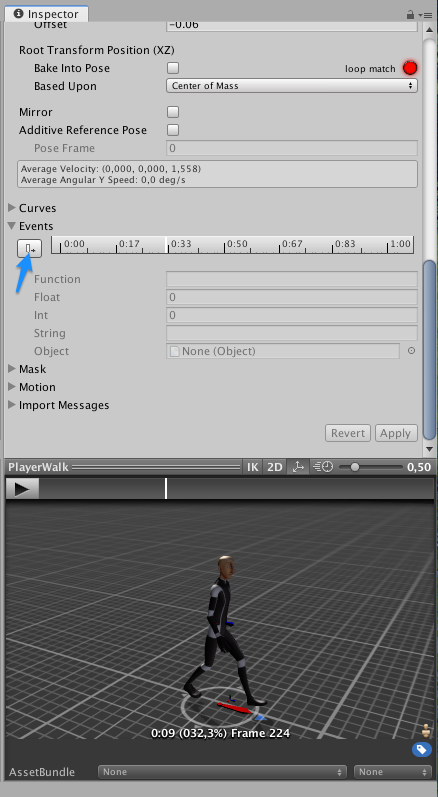 Inspector
Offset -0.06
Root Transform Position (XZ)
Bake Into Pose loop match
Based Upon Center of Mass
Mirror
Additive Reference Pose
Pose Frame 0
Average Velocity: (0,000, 0,000, 1,558)
Average Angular Y Speed: 0,0 deg/s
Curves
Events
0:00 0:17 0:33 0:50 0:67 0:83 1:00
Function
Float 0
Int 0
String
Object None (Object)
Mask
Motion
Import Messages
Revert Apply
PlayerWalk IK 2D 0,50
0:09 (032,3%) Frame 224
AssetBundle None None